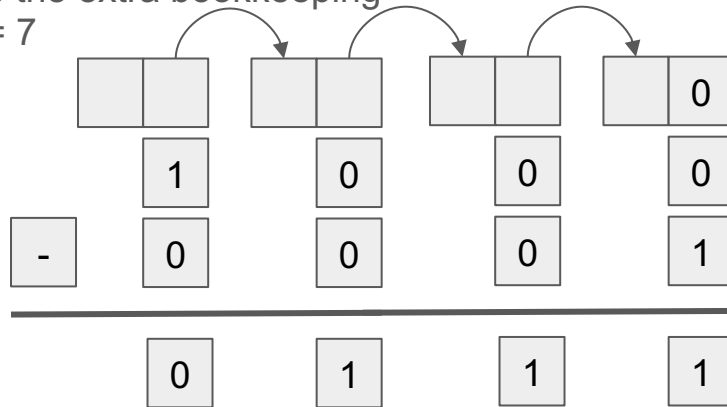 the extra bookkeeping
= 7
0
1 0 0 0
- 0 0 0 1
0 1 1 1